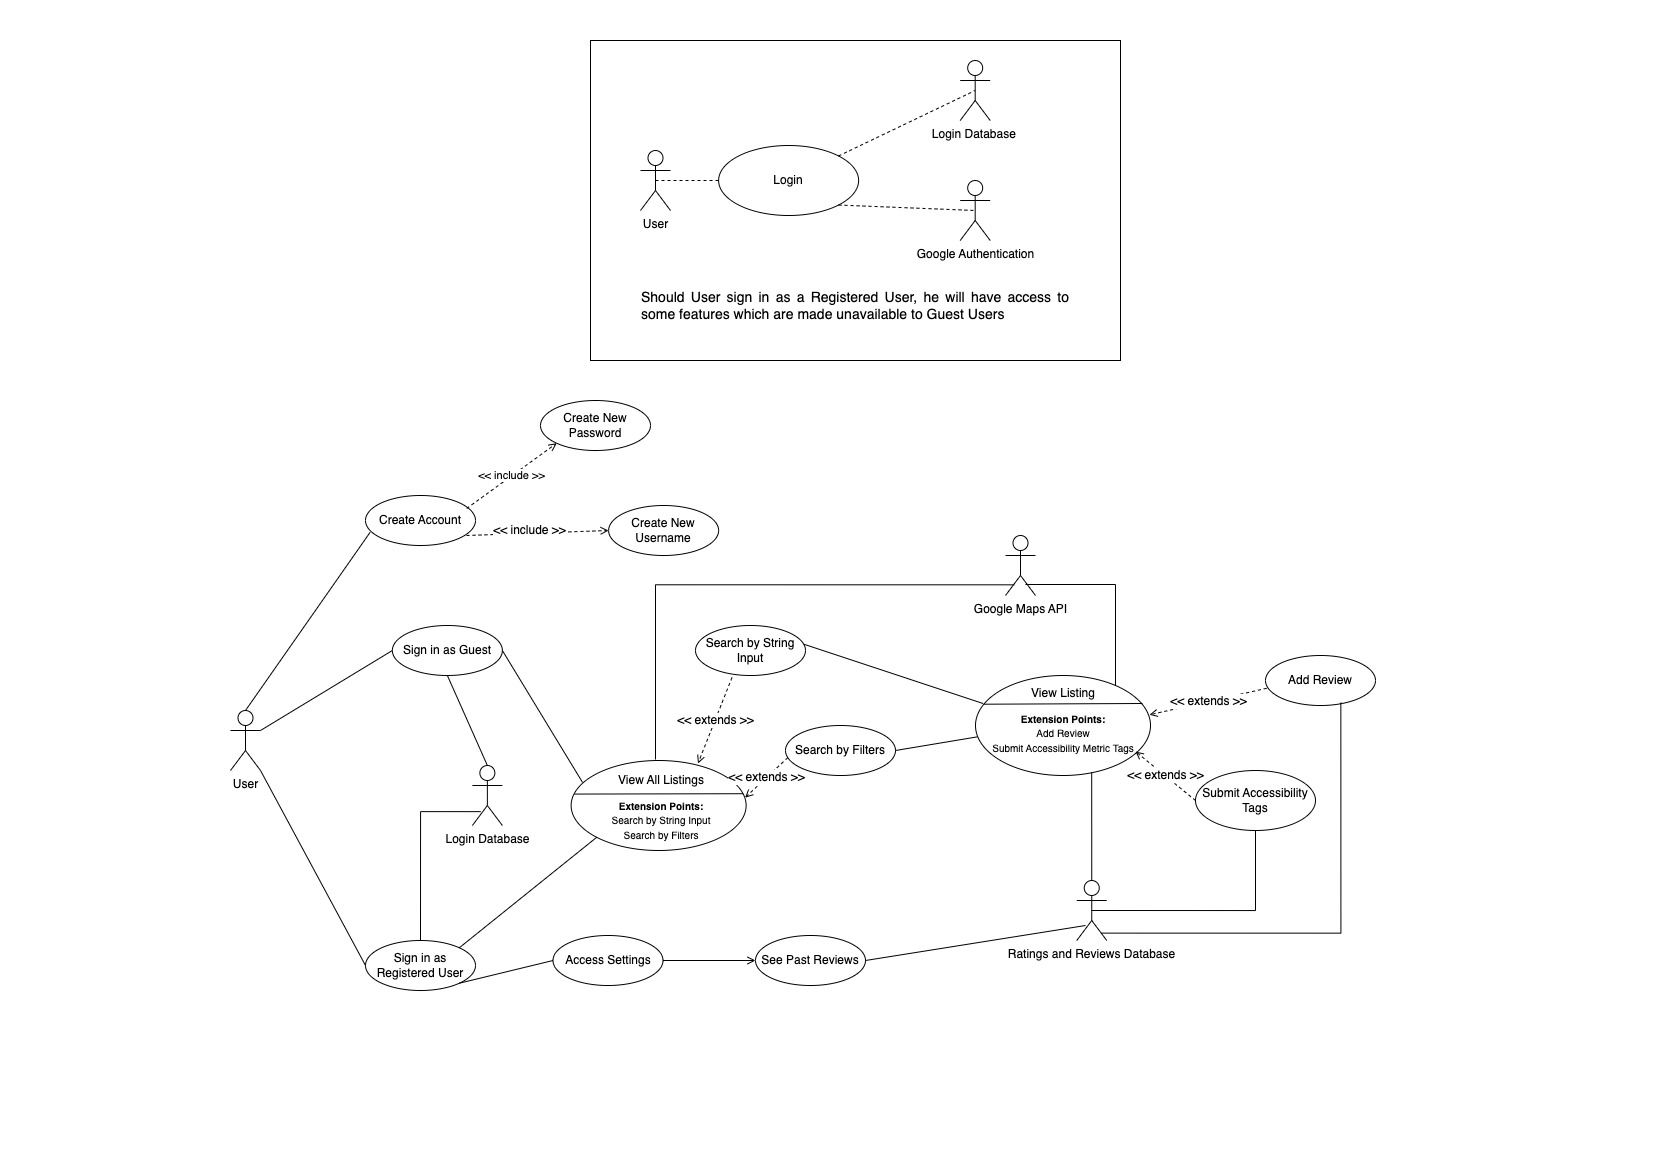 Login Database
Login
User
Google Authentication
Should User sign in as a Registered User, he will have access to
some features which are made unavailable to Guest Users
Create New
Password
<< include >>
Create Account
<< include >>
Create New
Username
Google Maps API
Sign in as Guest
Search by String
Input
<< extends >>
View Listing
Extension Points:
Add Review
Submit Accessibility Metric Tags
<< extends >>
Add Review
Search by Filters
<< extends >>
<< extends >>
Submit Accessibility
Tags
User
Login Database
View All Listings
Extension Points:
Search by String Input
Search by Filters
Sign in as
Registered User
Access Settings
See Past Reviews
Ratings and Reviews Database